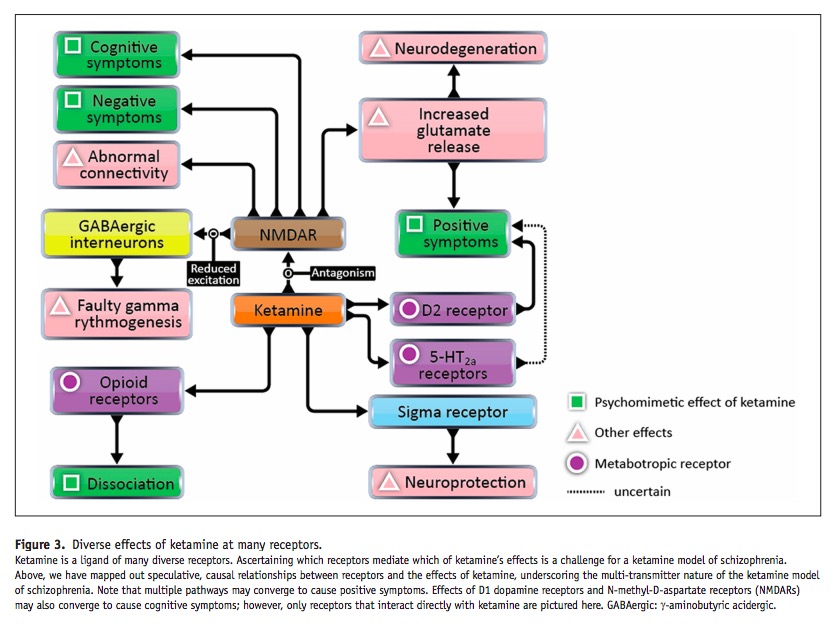 Cognitive
symptoms
Negative
symptoms
Abnormal
connectivity
GABAergic
interneurons
Faulty gamma
rythmogenesis
Reduced
excitation
NMDAR
Antagonism
Ketamine
Neurodegeneration
Increased
glutamate
release
Positive
symptoms
D2 receptor
5-HT2a
receptors
Opioid
receptors
Sigma receptor
Dissociation
Neuroprotection
Psychomimetic effect of ketamine
Other effects
Metabotropic receptor
uncertain
Figure 3. Diverse effects of ketamine at many receptors.
Ketamine is a ligand of many diverse receptors. Ascertaining which receptors mediate which of ketamine's effects is a challenge for a ketamine model of schizophrenia.
Above, we have mapped out speculative, causal relationships between receptors and the effects of ketamine, underscoring the multi-transmitter nature of the ketamine model
of schizophrenia. Note that multiple pathways may converge to cause positive symptoms. Effects of D1 dopamine receptors and N-methyl-D-aspartate receptors (NMDARs)
may also converge to cause cognitive symptoms; however, only receptors that interact directly with ketamine are pictured here. GABAergic: γ-aminobutyric acidergic.